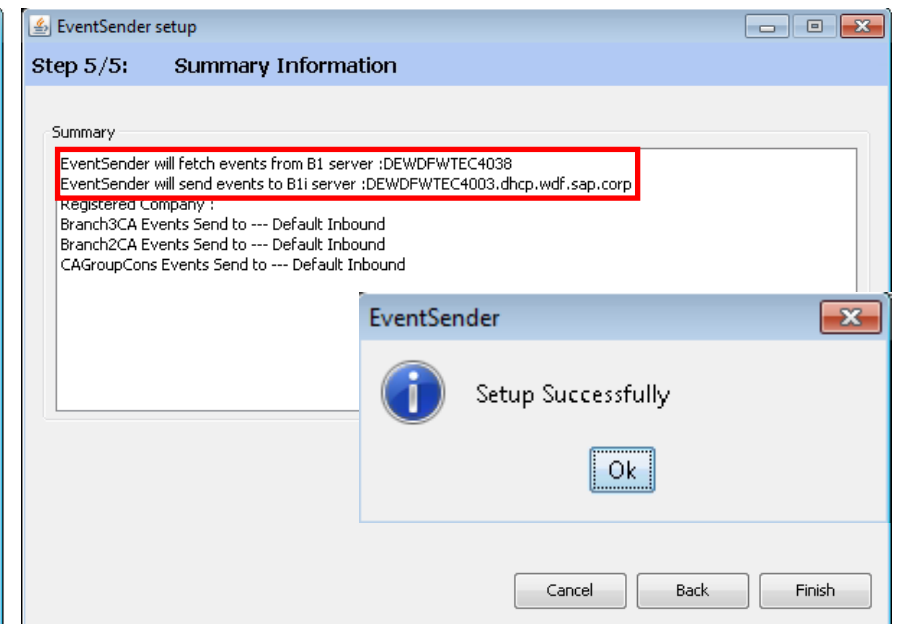 EventSender setup
Step 5/5: Summary Information
Summary
EventSender will fetch events from B1 server :DEWDFWTEC4038
EventSender will send events to B1i server :DEWDFWTEC4003.dhcp.wdf.sap.corp
Registered Company :
Branch3CA Events Send to --- Default Inbound
Branch2CA Events Send to --- Default Inbound
CAGroupCons Events Send to --- Default Inbound
EventSender
Setup Successfully
Ok
Cancel Back Finish